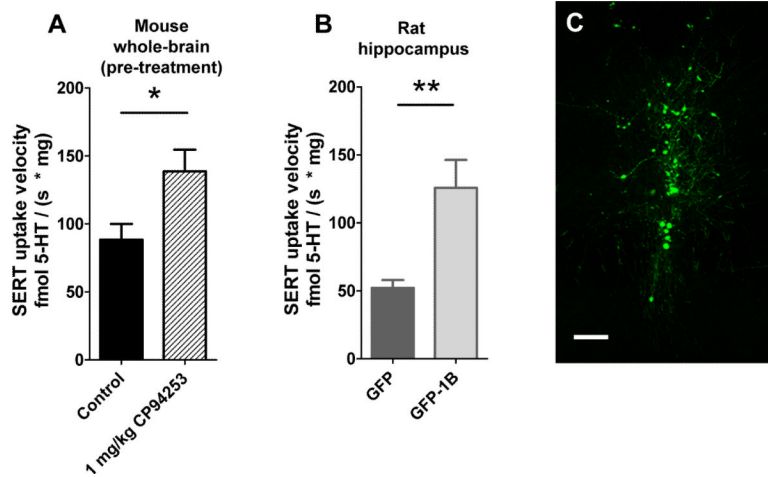 A
Mouse
whole-brain
(pre-treatment)
SERT uptake velocity
fmol 5-HT / (s * mg)
200
150
100
50
0
*
Control
1 mg/kg CP94253
B
Rat
hippocampus
SERT uptake velocity
fmol 5-HT / (s * mg)
200
150
100
50
0
**
GFP
GFP-1B
C